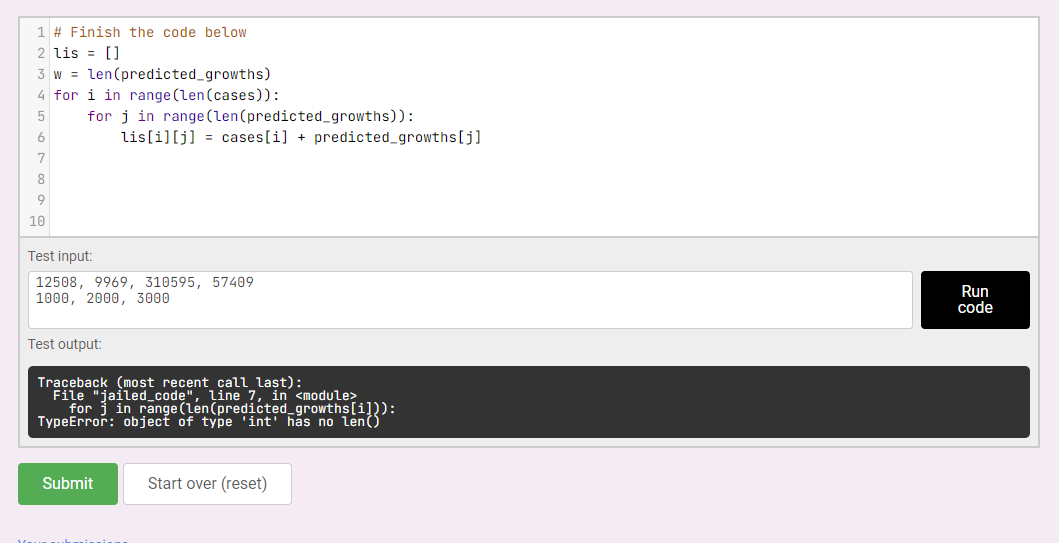 1 # Finish the code below
2 lis = []
3 w = len(predicted_growths)
4 for i in range(len(cases)):
5     for j in range(len(predicted_growths)):
6         lis[i][j] = cases[i] + predicted_growths[j]
7
8
9
10
Test input:
12508, 9969, 310595, 57409
1000, 2000, 3000
Run
code
Test output:
Traceback (most recent call last):
  File "jailed_code", line 7, in <module>
    for j in range(len(predicted_growths[i])):
TypeError: object of type 'int' has no len()
Submit
Start over (reset)
Your submissions